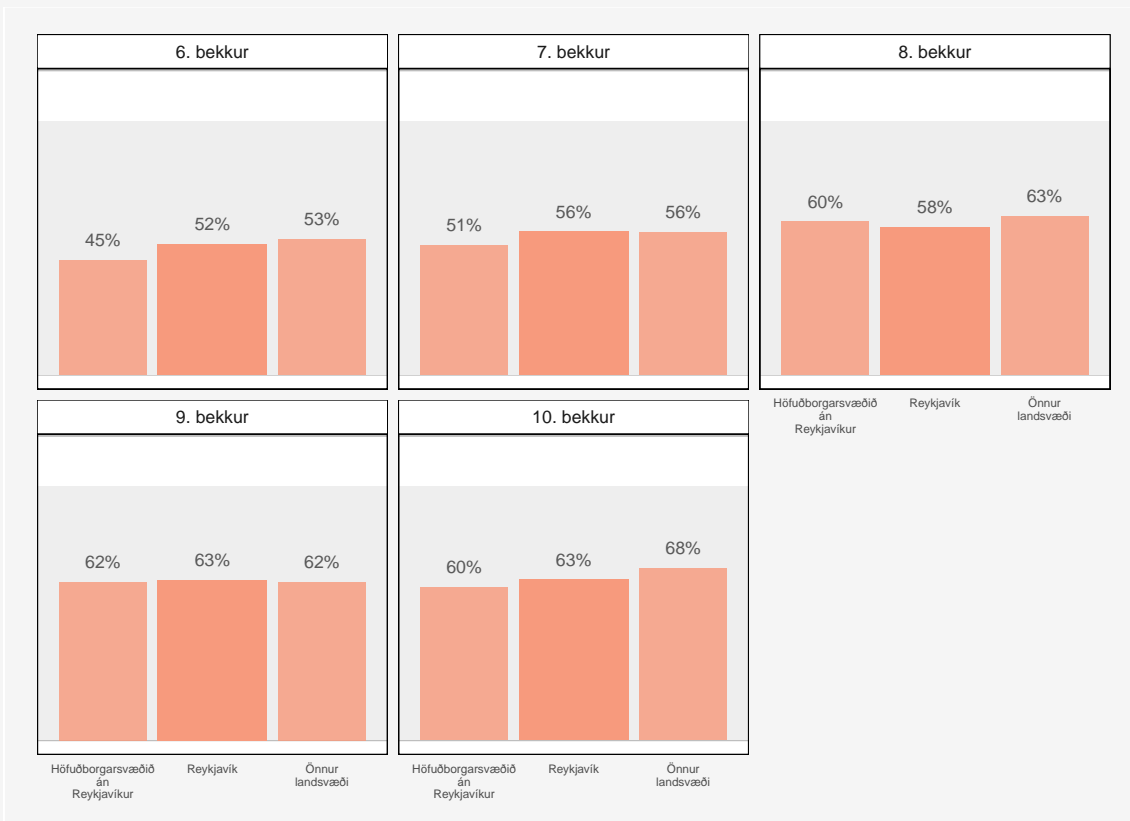 6. bekkur
45%
52%
53%
7. bekkur
51%
56%
56%
8. bekkur
60%
58%
63%
Höfuðborgarsvæðið
án
Reykjavíkur
Reykjavík
Önnur
landsvæði
9. bekkur
62%
63%
62%
Höfuðborgarsvæðið
án
Reykjavíkur
Reykjavík
Önnur
landsvæði
10. bekkur
60%
63%
68%
Höfuðborgarsvæðið
án
Reykjavíkur
Reykjavík
Önnur
landsvæði